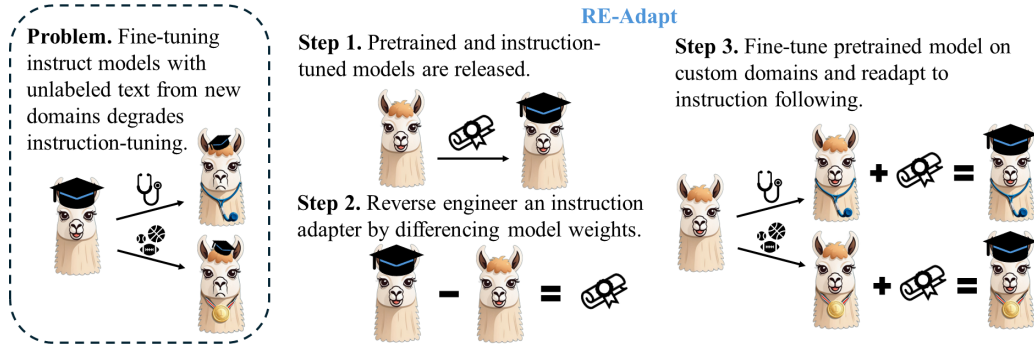 Problem. Fine-tuning
instruct models with
unlabeled text from new
domains degrades
instruction-tuning.
RE-Adapt
Step 1. Pretrained and instruction-
tuned models are released.
Step 2. Reverse engineer an instruction
adapter by differencing model weights.
Step 3. Fine-tune pretrained model on
custom domains and readapt to
instruction following.